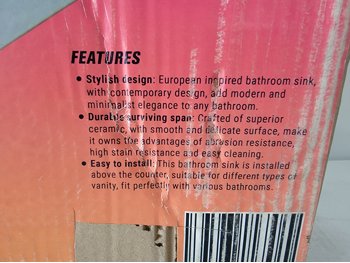 FEATURES
• Stylish design: European inspired bathroom sink,
with contemporary design, add modern and
minimalist elegance to any bathroom.
• Durable surviving span: Crafted of superior
ceramic, with smooth and delicate surface, make
it owns the advantages of abrasion resistance,
high stain resistance and easy cleaning.
• Easy to install: This bathroom sink is installed
above the counter, suitable for different types of
vanity, fit perfectly with various bathrooms.